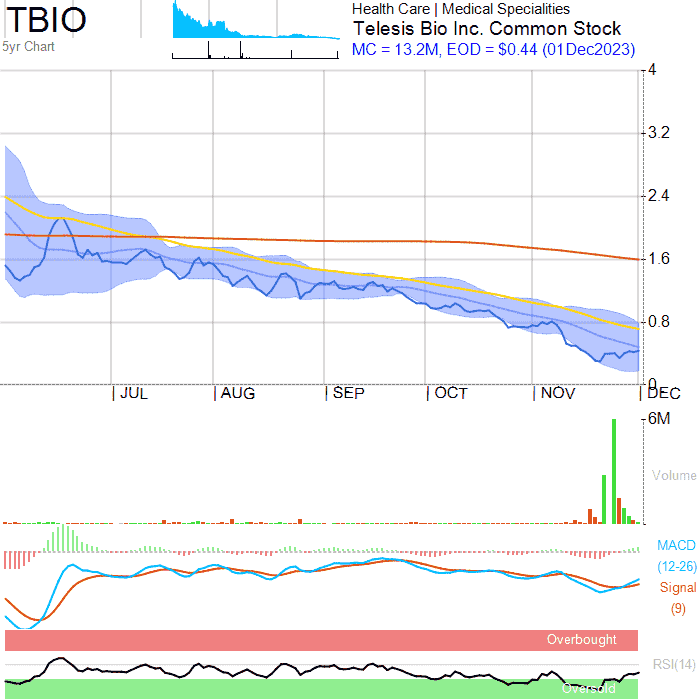 TBIO
5yr Chart
Health Care | Medical Specialities
Telesis Bio Inc. Common Stock
MC = 13.2M, EOD = $0.44 (01Dec2023)
4
3.2
2.4
1.6
0.8
0
JUL AUG SEP OCT NOV DEC
6M
Volume
MACD
(12-26)
Signal
(9)
Overbought
RSI(14)
Oversold